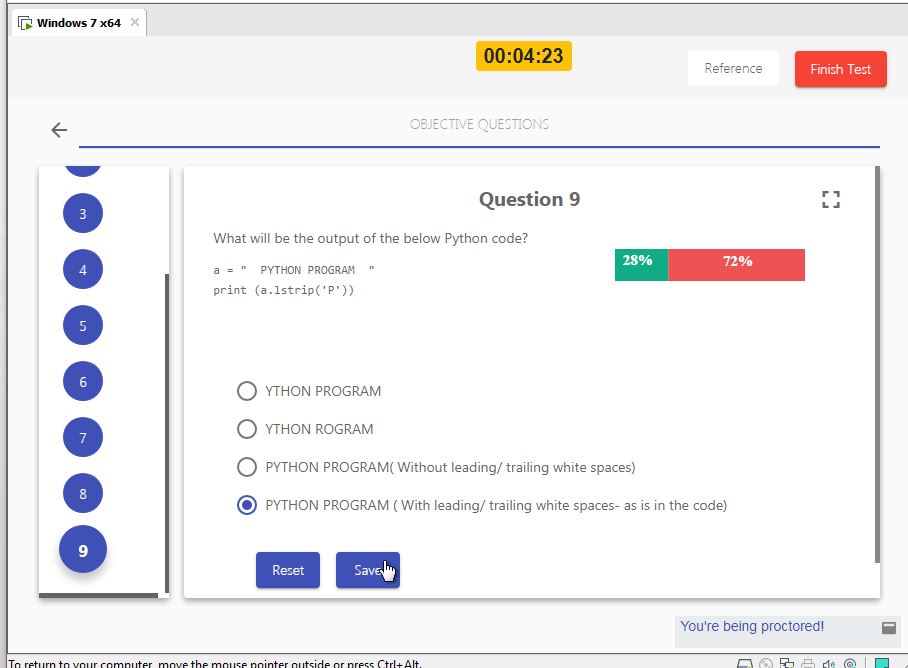 Windows 7 x64
00:04:23
Reference
Finish Test
OBJECTIVE QUESTIONS
3
4
5
6
7
8
9
Question 9
What will be the output of the below Python code?
28% 72%
a = "  PYTHON PROGRAM  "
print (a.lstrip('P'))
YTHON PROGRAM
YTHON ROGRAM
PYTHON PROGRAM( Without leading/ trailing white spaces)
PYTHON PROGRAM ( With leading/ trailing white spaces- as is in the code)
Reset
Save
You're being proctored!
To return to your computer, move the mouse pointer outside or press Ctrl+Alt.